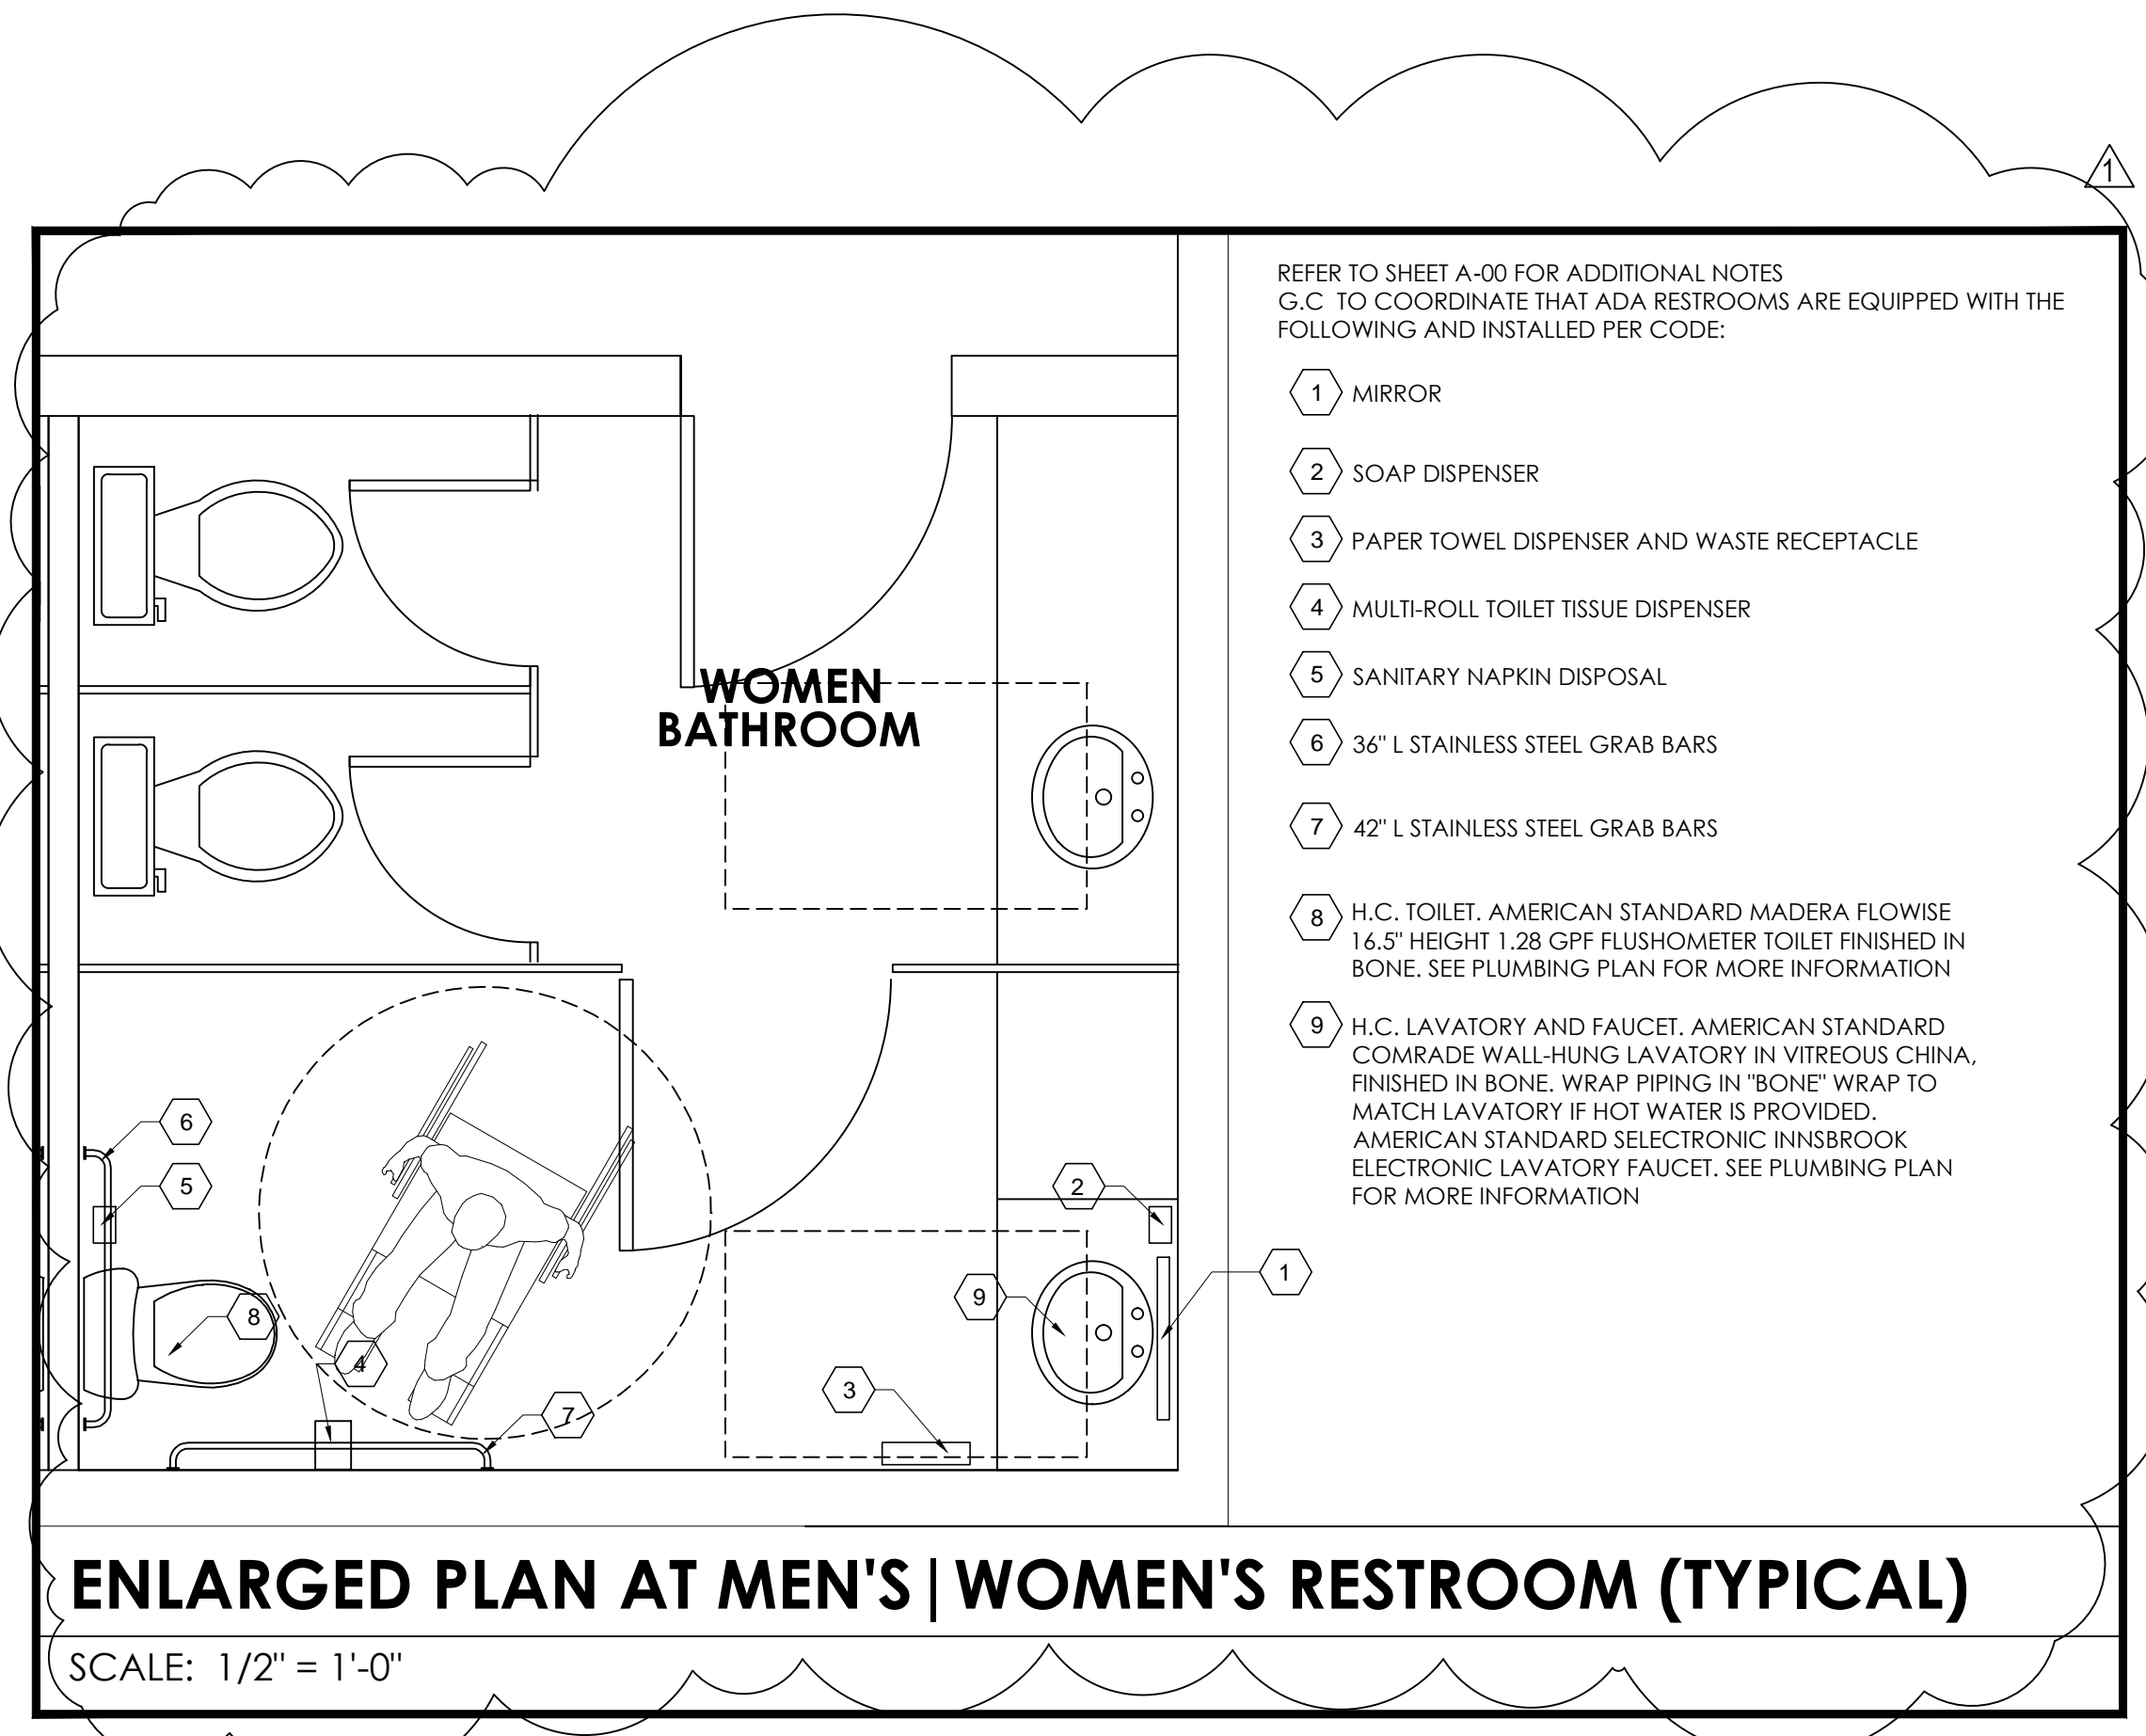 1
REFER TO SHEET A-00 FOR ADDITIONAL NOTES
G.C TO COORDINATE THAT ADA RESTROOMS ARE EQUIPPED WITH THE
FOLLOWING AND INSTALLED PER CODE:
1 MIRROR
2 SOAP DISPENSER
3 PAPER TOWEL DISPENSER AND WASTE RECEPTACLE
4 MULTI-ROLL TOILET TISSUE DISPENSER
5 SANITARY NAPKIN DISPOSAL
6 36" L STAINLESS STEEL GRAB BARS
7 42" L STAINLESS STEEL GRAB BARS
8 H.C. TOILET. AMERICAN STANDARD MADERA FLOWISE
16.5" HEIGHT 1.28 GPF FLUSHOMETER TOILET FINISHED IN
BONE. SEE PLUMBING PLAN FOR MORE INFORMATION
9 H.C. LAVATORY AND FAUCET. AMERICAN STANDARD
COMRADE WALL-HUNG LAVATORY IN VITREOUS CHINA,
FINISHED IN BONE. WRAP PIPING IN "BONE" WRAP TO
MATCH LAVATORY IF HOT WATER IS PROVIDED.
AMERICAN STANDARD SELECTRONIC INNSBROOK
ELECTRONIC LAVATORY FAUCET. SEE PLUMBING PLAN
FOR MORE INFORMATION
WOMEN
BATHROOM
6
5
2
1
9
8
4
3
7
ENLARGED PLAN AT MEN'S|WOMEN'S RESTROOM (TYPICAL)
SCALE: 1/2" = 1'-0"